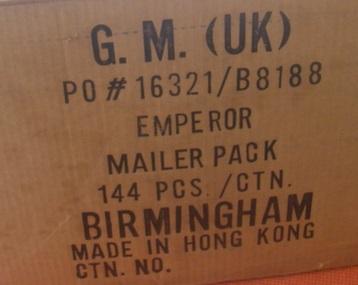 G. M. (UK)
PO # 16321/B8188
EMPEROR
MAILER PACK
144 PCS. /CTN.
BIRMINGHAM
MADE IN HONG KONG
CTN. NO.